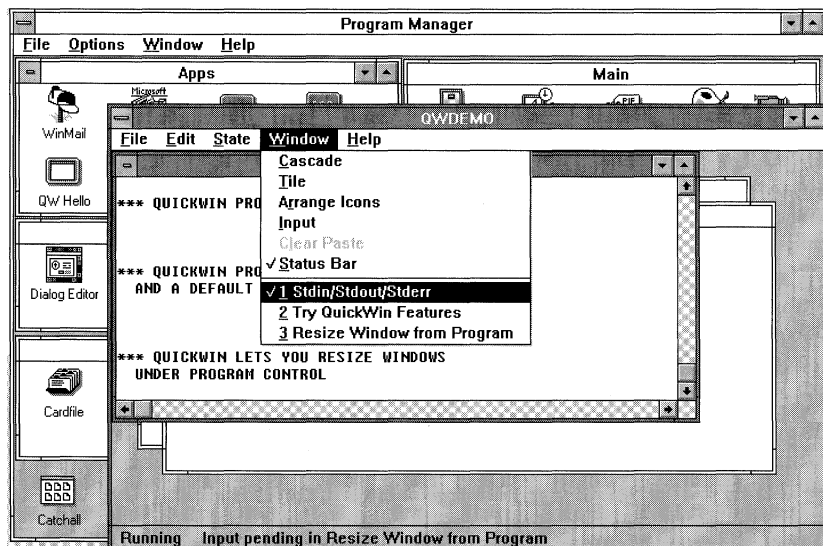 Program Manager
File Options Window Help
Apps
Main
Microsoft
PIF
WinMail
QW Hello
Dialog Editor
Cardfile
Catchall
QWDEMO
File Edit State Window Help
Cascade
Tile
Arrange Icons
Input
Clear Paste
✓ Status Bar
✓ 1 Stdin/Stdout/Stderr
2 Try QuickWin Features
3 Resize Window from Program
*** QUICKWIN PRO
*** QUICKWIN PRO
AND A DEFAULT
*** QUICKWIN LETS YOU RESIZE WINDOWS
UNDER PROGRAM CONTROL
Running Input pending in Resize Window from Program